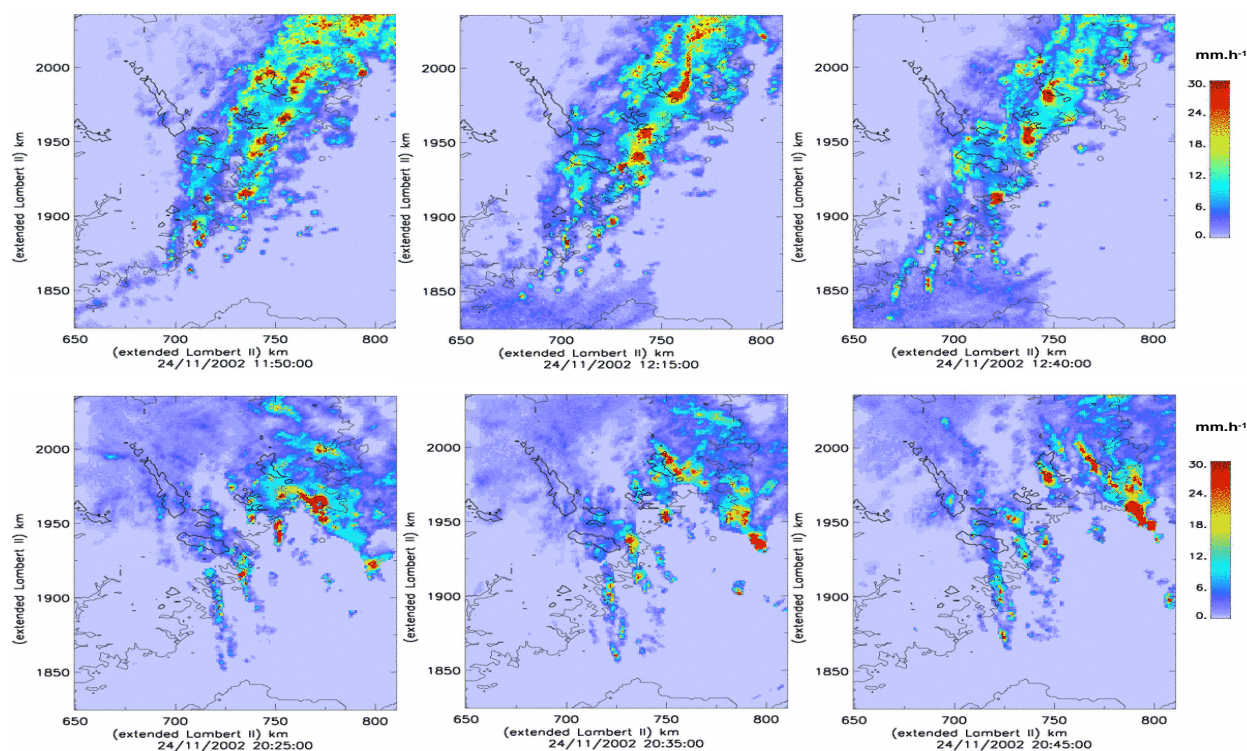 mm.h-1
30.
24.
18.
12.
6.
0.
(extended Lambert II) km
2000
1950
1900
1850
650 700 750 800
(extended Lambert II) km
24/11/2002 11:50:00
(extended Lambert II) km
2000
1950
1900
1850
650 700 750 800
(extended Lambert II) km
24/11/2002 12:15:00
(extended Lambert II) km
2000
1950
1900
1850
650 700 750 800
(extended Lambert II) km
24/11/2002 12:40:00
mm.h-1
30.
24.
18.
12.
6.
0.
(extended Lambert II) km
2000
1950
1900
1850
650 700 750 800
(extended Lambert II) km
24/11/2002 20:25:00
(extended Lambert II) km
2000
1950
1900
1850
650 700 750 800
(extended Lambert II) km
24/11/2002 20:35:00
(extended Lambert II) km
2000
1950
1900
1850
650 700 750 800
(extended Lambert II) km
24/11/2002 20:45:00